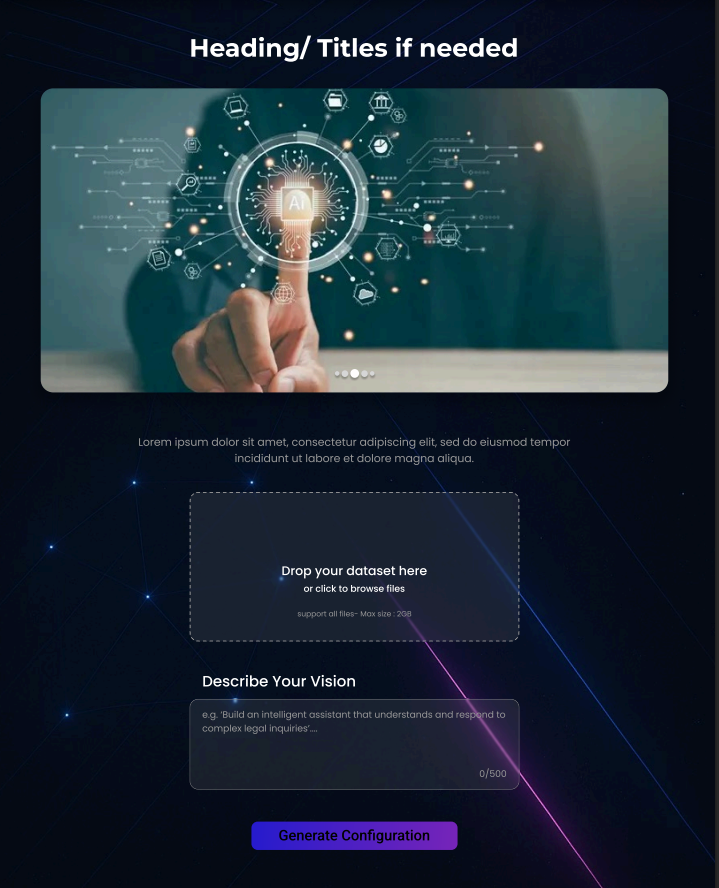 Heading/ Titles if needed
AI
Lorem ipsum dolor sit amet, consectetur adipiscing elit, sed do eiusmod tempor
incididunt ut labore et dolore magna aliqua.
Drop your dataset here
or click to browse files
support all files- Max size : 2GB
Describe Your Vision
e.g. ‘Build an intelligent assistant that understands and respond to
complex legal inquiries’....
0/500
Generate Configuration